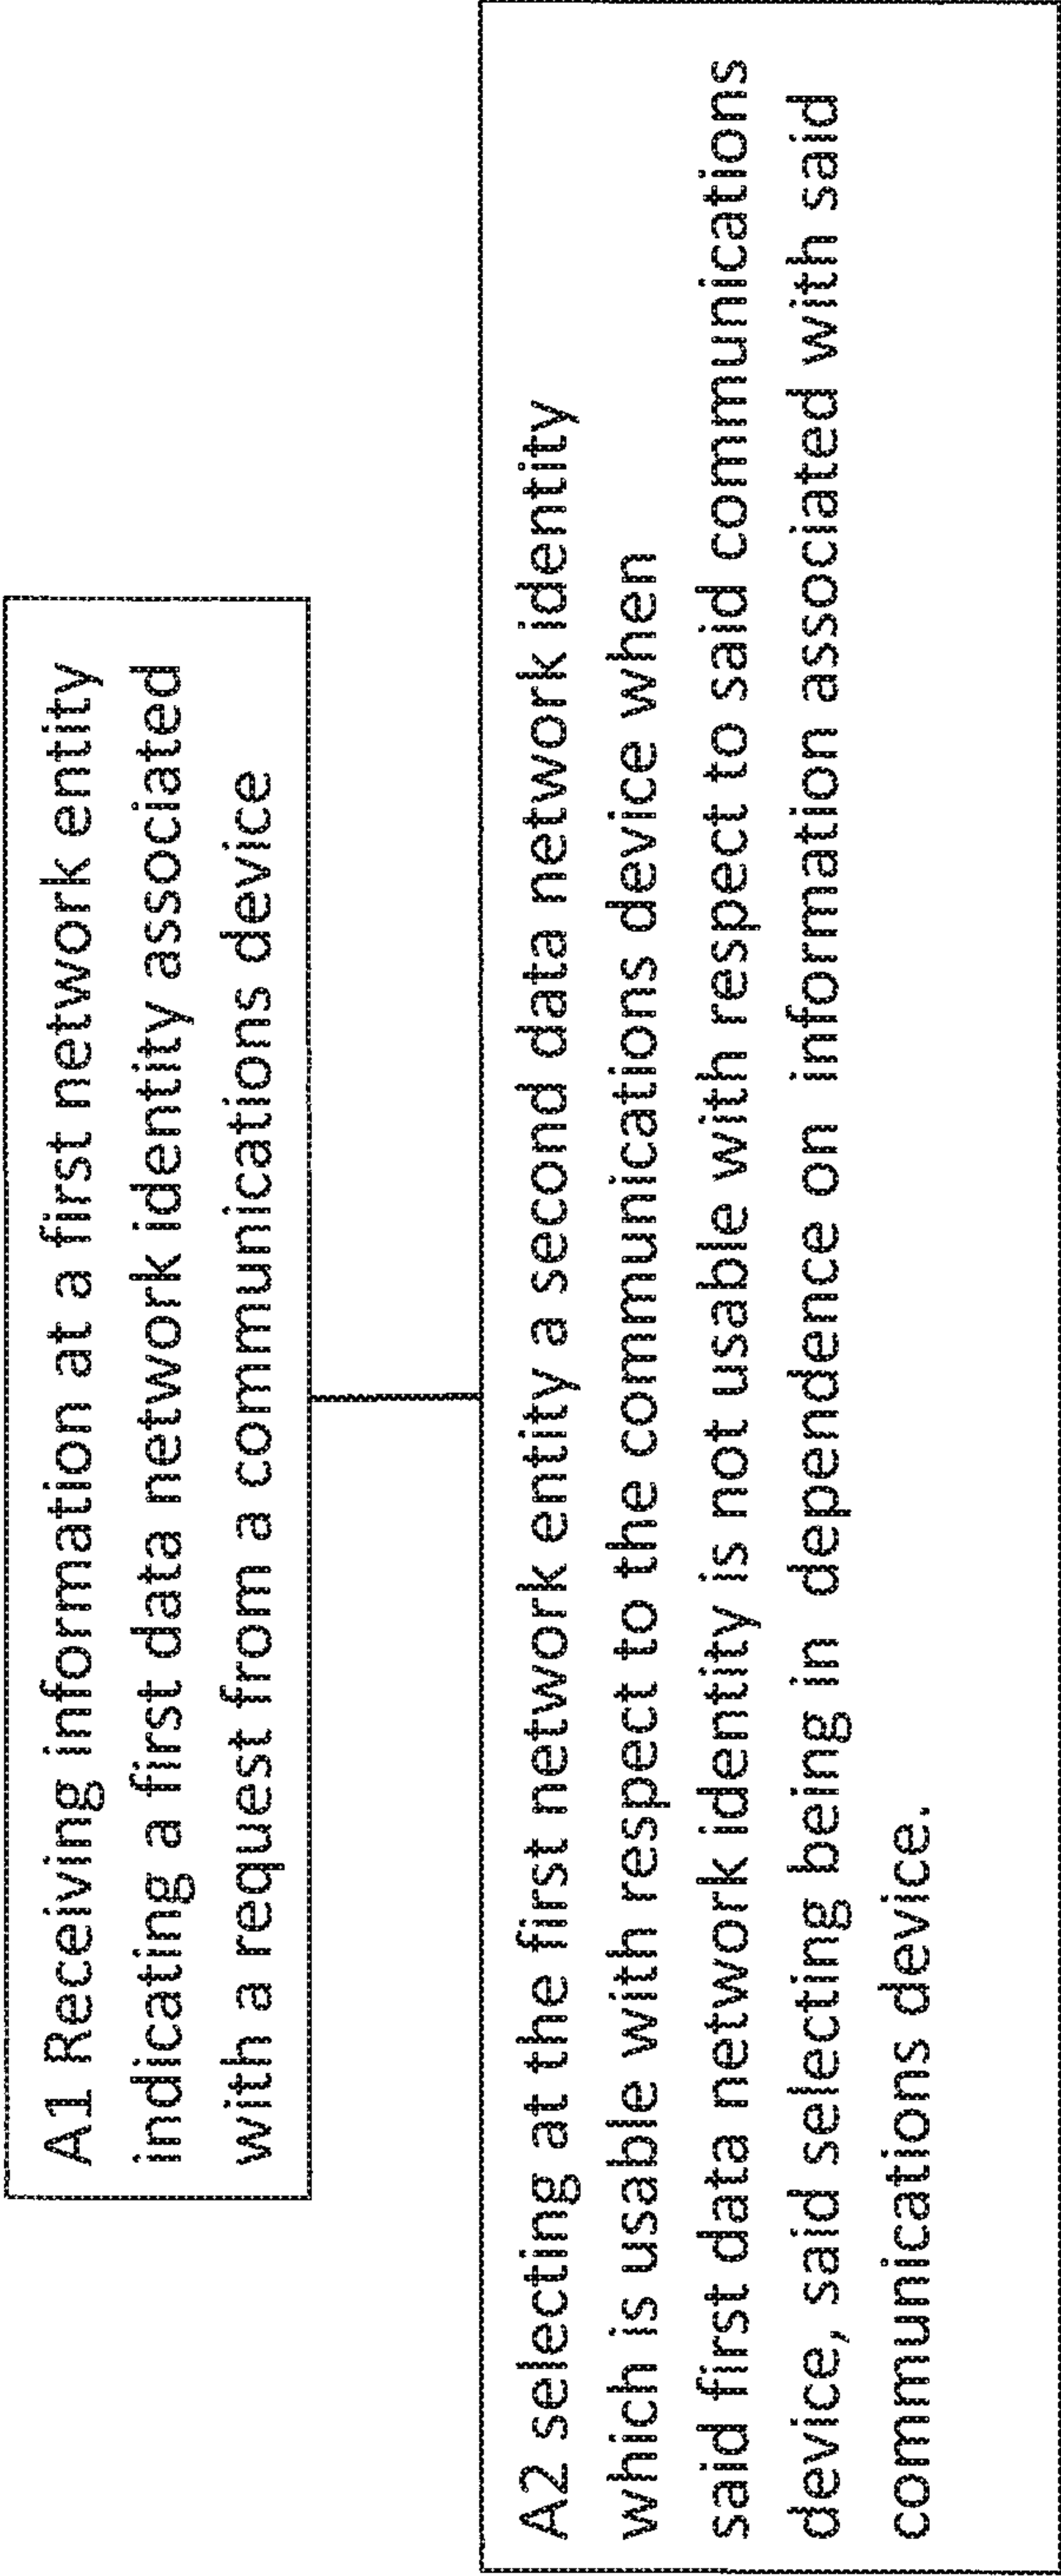 A1 Receiving information at a first network entity
indicating a first data network identity associated
with a request from a communications device
A2 selecting at the first network entity a second data network identity
which is usable with respect to the communications device when
said first data network identity is not usable with respect to said communications
device, said selecting being in dependence on information associated with said
communications device.